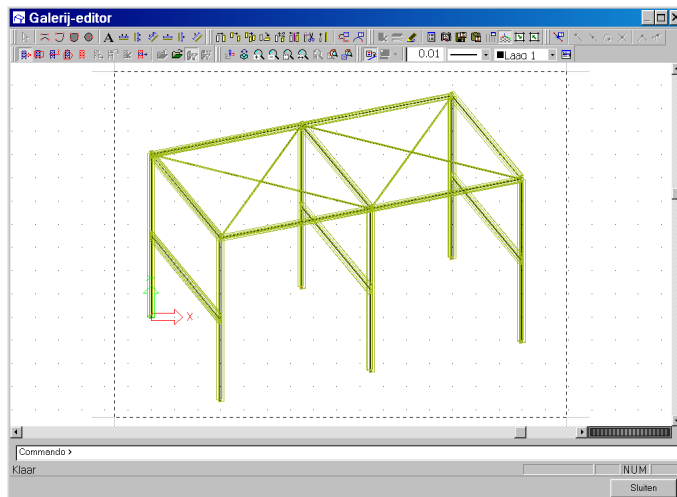 Galerij-editor
A
0.01
Laag 1
X
Commando >
Klaar
NUM
Sluiten